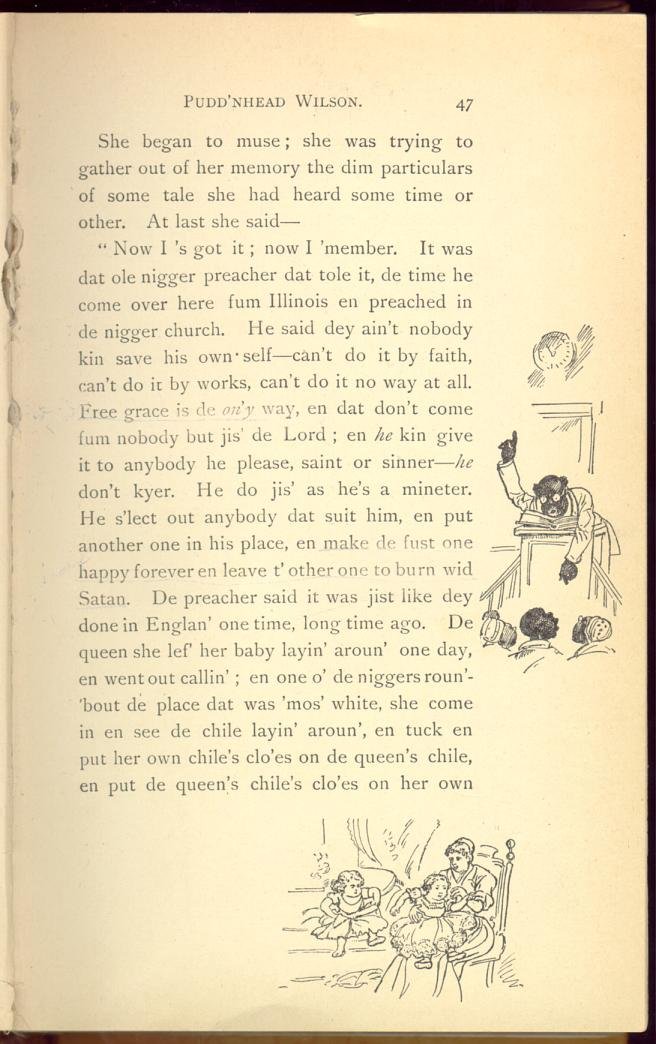 PUDD'NHEAD WILSON. 47
She began to muse; she was trying to
gather out of her memory the dim particulars
of some tale she had heard some time or
other. At last she said—
" Now I 's got it; now I 'member. It was
dat ole nigger preacher dat tole it, de time he
come over here fum Illinois en preached in
de nigger church. He said dey ain't nobody
kin save his own self—can't do it by faith,
can't do it by works, can't do it no way at all.
Free grace is de on'y way, en dat don't come
fum nobody but jis' de Lord; en he kin give
it to anybody he please, saint or sinner—he
don't kyer. He do jis' as he's a mineter.
He s'lect out anybody dat suit him, en put
another one in his place, en make de fust one
happy forever en leave t' other one to burn wid
Satan. De preacher said it was jist like dey
done in Englan' one time, long time ago. De
queen she lef' her baby layin' aroun' one day,
en went out callin'; en one o' de niggers roun'-
'bout de place dat was 'mos' white, she come
in en see de chile layin' aroun', en tuck en
put her own chile's clo'es on de queen's chile,
en put de queen's chile's clo'es on her own